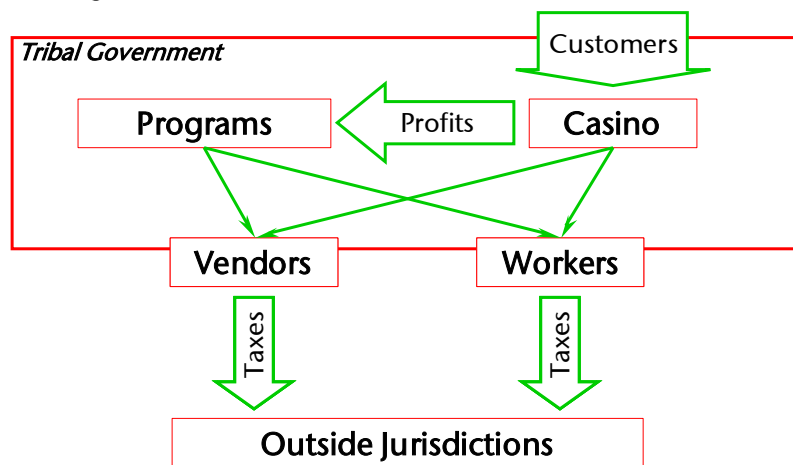 Tribal Government
Customers
Programs
Profits
Casino
Vendors
Workers
Taxes
Taxes
Outside Jurisdictions